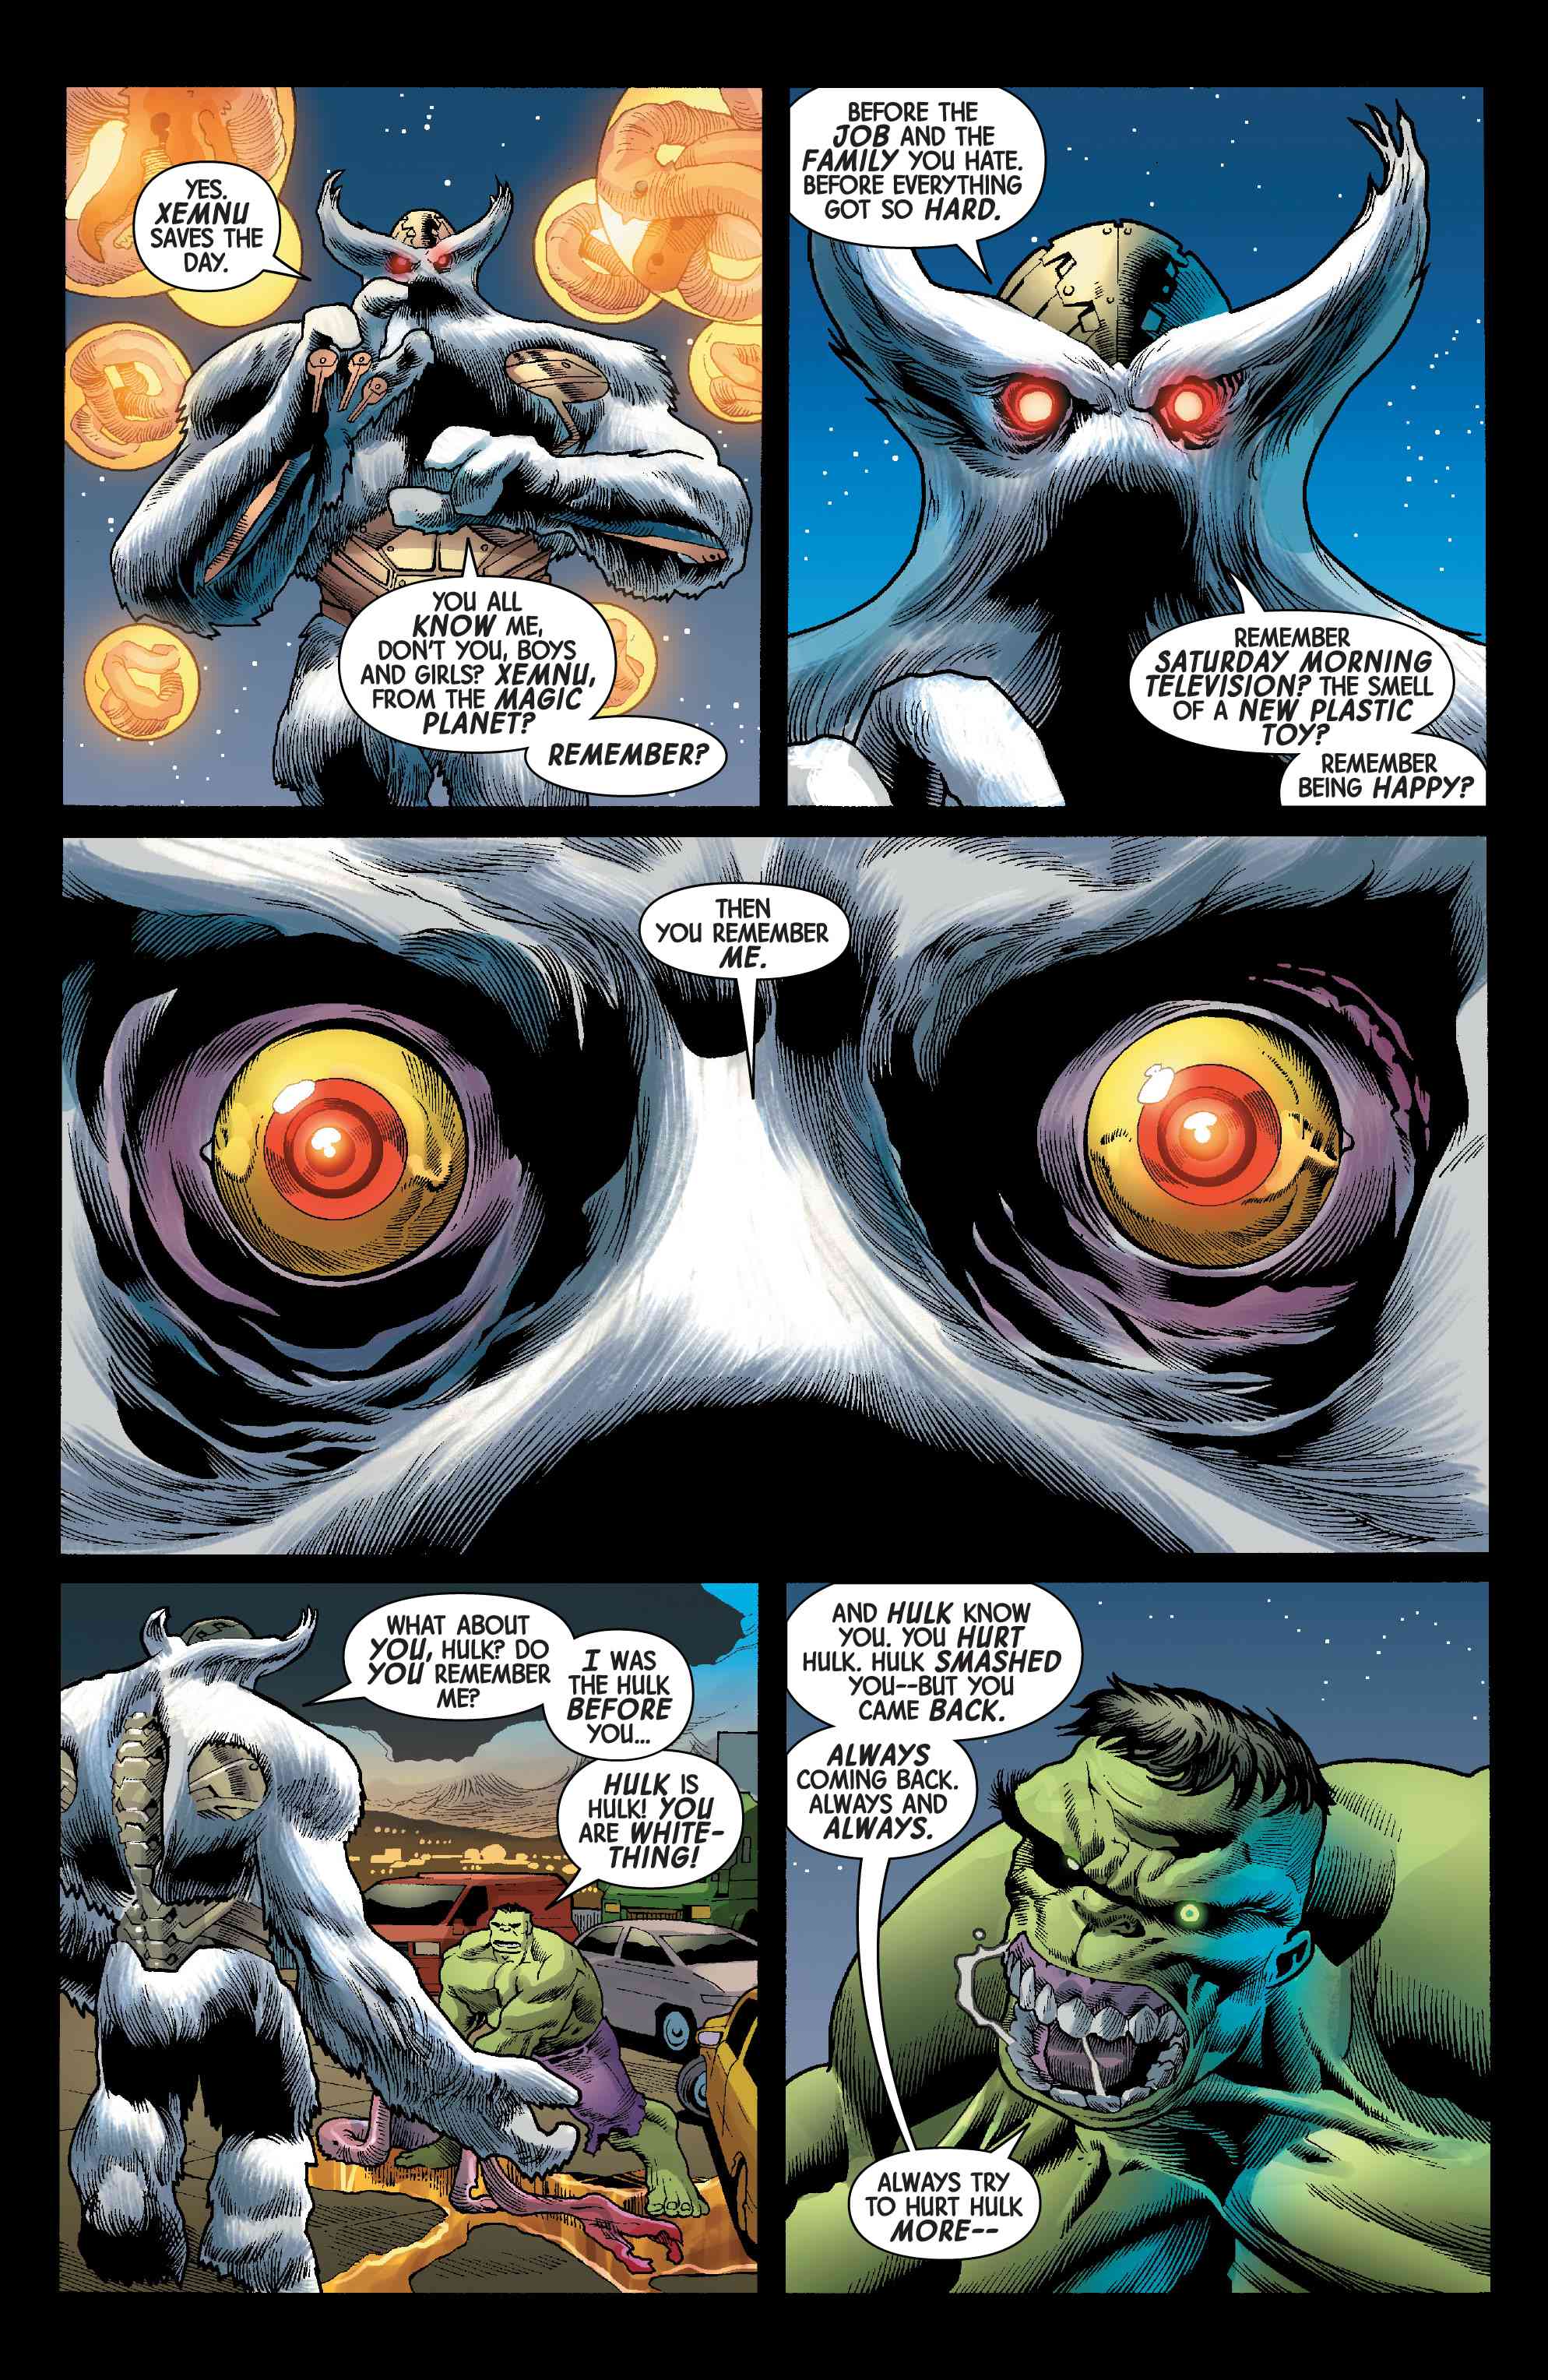 YES.
XEMNU
SAVES THE
DAY.
YOU ALL
KNOW ME,
DON'T YOU, BOYS
AND GIRLS? XEMNU,
FROM THE MAGIC
PLANET?
REMEMBER?
BEFORE THE
JOB AND THE
FAMILY YOU HATE.
BEFORE EVERYTHING
GOT SO HARD.
REMEMBER
SATURDAY MORNING
TELEVISION? THE SMELL
OF A NEW PLASTIC
TOY?
REMEMBER
BEING HAPPY?
THEN
YOU REMEMBER
ME.
WHAT ABOUT
YOU, HULK? DO
YOU REMEMBER
ME?
I WAS
THE HULK
BEFORE
YOU...
HULK IS
HULK! YOU
ARE WHITE-
THING!
AND HULK KNOW
YOU. YOU HURT
HULK. HULK SMASHED
YOU--BUT YOU
CAME BACK.
ALWAYS
COMING BACK.
ALWAYS AND
ALWAYS.
ALWAYS TRY
TO HURT HULK
MORE--